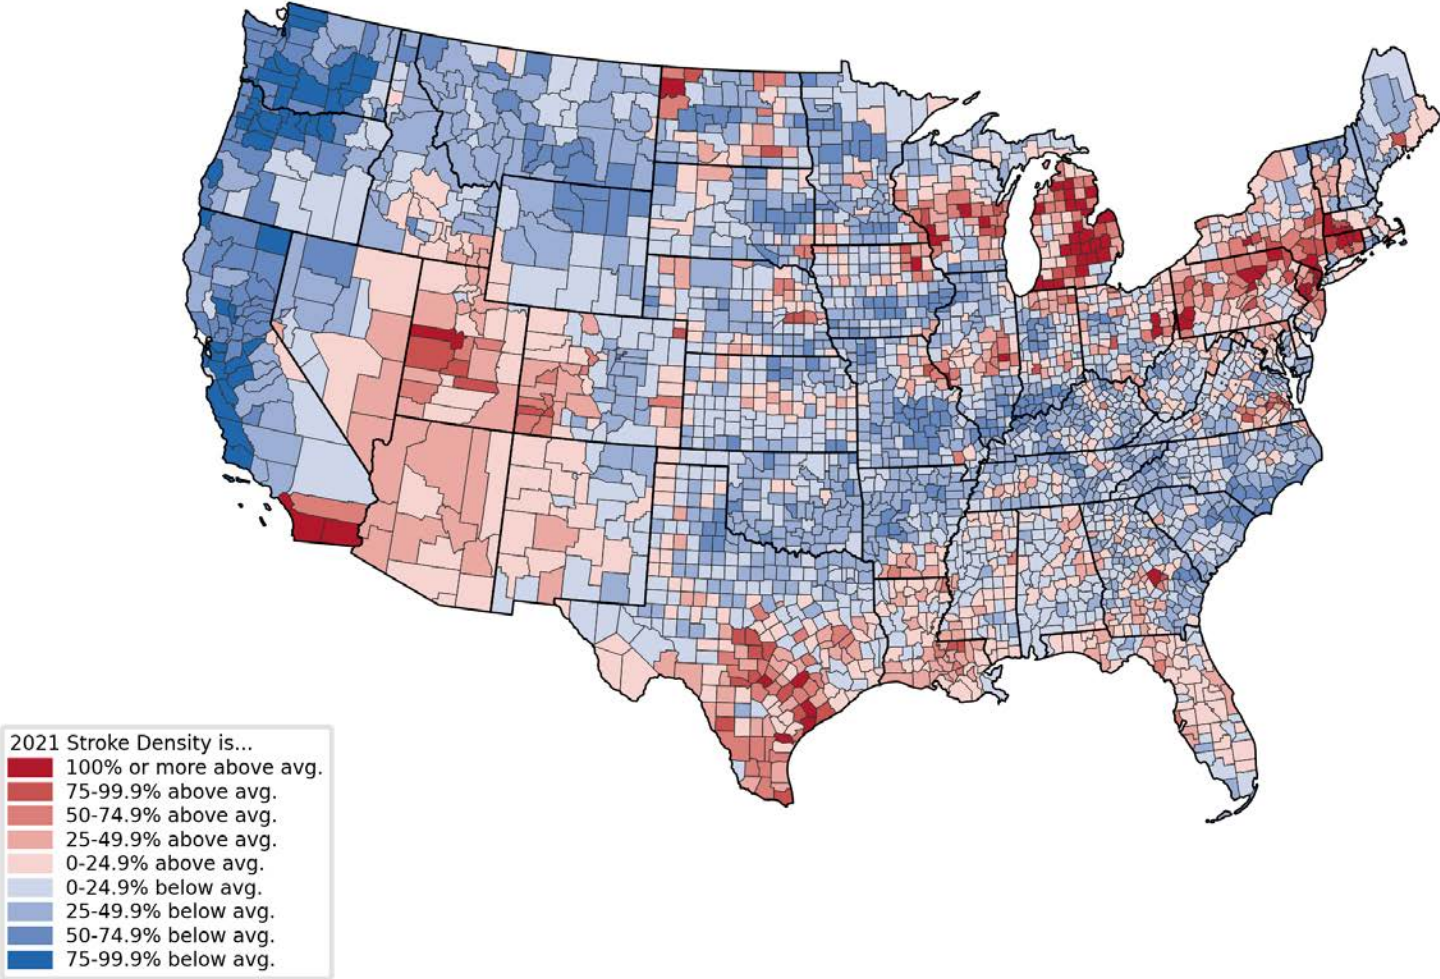 2021 Stroke Density is...
100% or more above avg.
75-99.9% above avg.
50-74.9% above avg.
25-49.9% above avg.
0-24.9% above avg.
0-24.9% below avg.
25-49.9% below avg.
50-74.9% below avg.
75-99.9% below avg.